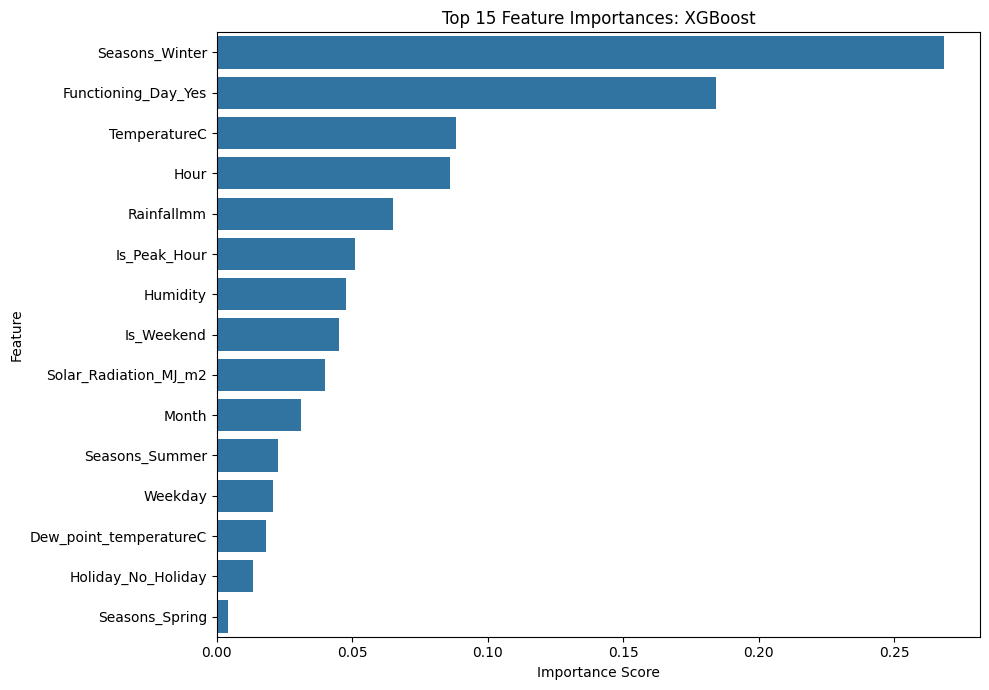 Top 15 Feature Importances: XGBoost
Seasons_Winter
Functioning_Day_Yes
TemperatureC
Hour
Rainfallmm
Is_Peak_Hour
Humidity
Is_Weekend
Solar_Radiation_MJ_m2
Month
Seasons_Summer
Weekday
Dew_point_temperatureC
Holiday_No_Holiday
Seasons_Spring
Feature
0.00 0.05 0.10 0.15 0.20 0.25
Importance Score